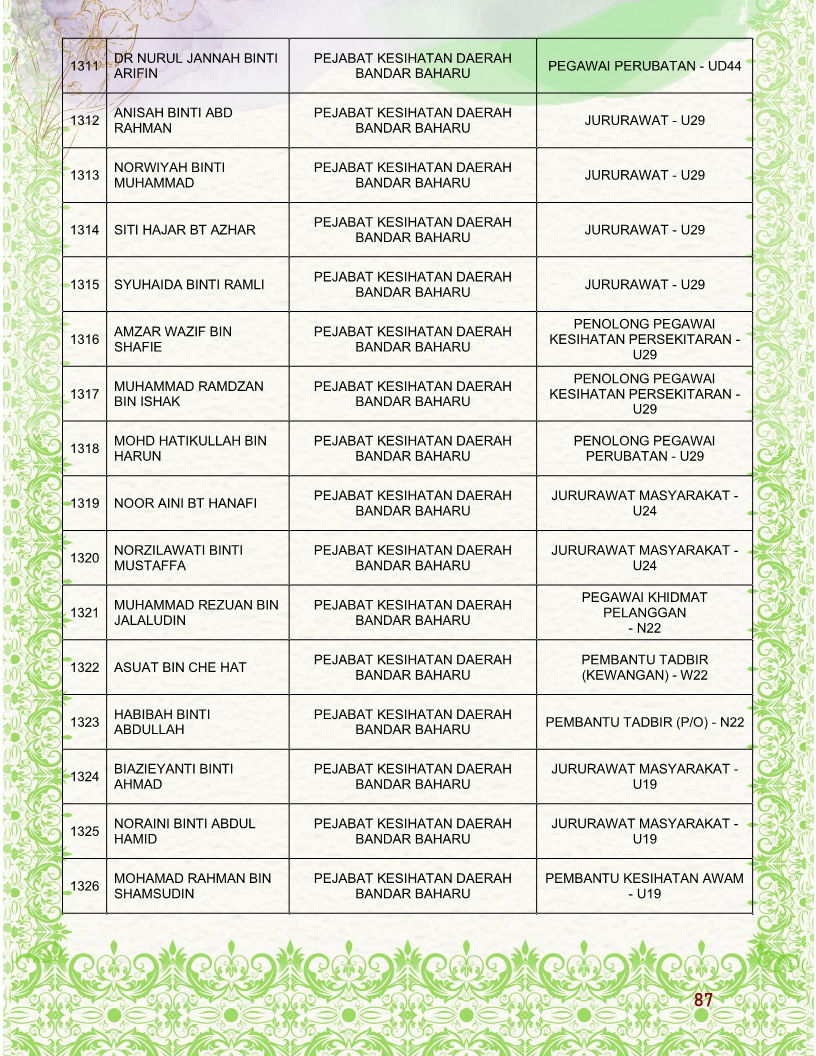 1311
DR NURUL JANNAH BINTI
ARIFIN
PEJABAT KESIHATAN DAERAH
BANDAR BAHARU
PEGAWAI PERUBATAN - UD44
1312
ANISAH BINTI ABD
RAHMAN
PEJABAT KESIHATAN DAERAH
BANDAR BAHARU
JURURAWAT - U29
1313
NORWIYAH BINTI
MUHAMMAD
PEJABAT KESIHATAN DAERAH
BANDAR BAHARU
JURURAWAT - U29
1314
SITI HAJAR BT AZHAR
PEJABAT KESIHATAN DAERAH
BANDAR BAHARU
JURURAWAT - U29
1315
SYUHAIDA BINTI RAMLI
PEJABAT KESIHATAN DAERAH
BANDAR BAHARU
JURURAWAT - U29
1316
AMZAR WAZIF BIN
SHAFIE
PEJABAT KESIHATAN DAERAH
BANDAR BAHARU
PENOLONG PEGAWAI
KESIHATAN PERSEKITARAN -
U29
1317
MUHAMMAD RAMDZAN
BIN ISHAK
PEJABAT KESIHATAN DAERAH
BANDAR BAHARU
PENOLONG PEGAWAI
KESIHATAN PERSEKITARAN -
U29
1318
MOHD HATIKULLAH BIN
HARUN
PEJABAT KESIHATAN DAERAH
BANDAR BAHARU
PENOLONG PEGAWAI
PERUBATAN - U29
1319
NOOR AINI BT HANAFI
PEJABAT KESIHATAN DAERAH
BANDAR BAHARU
JURURAWAT MASYARAKAT -
U24
1320
NORZILAWATI BINTI
MUSTAFFA
PEJABAT KESIHATAN DAERAH
BANDAR BAHARU
JURURAWAT MASYARAKAT -
U24
1321
MUHAMMAD REZUAN BIN
JALALUDIN
PEJABAT KESIHATAN DAERAH
BANDAR BAHARU
PEGAWAI KHIDMAT
PELANGGAN
- N22
1322
ASUAT BIN CHE HAT
PEJABAT KESIHATAN DAERAH
BANDAR BAHARU
PEMBANTU TADBIR
(KEWANGAN) - W22
1323
HABIBAH BINTI
ABDULLAH
PEJABAT KESIHATAN DAERAH
BANDAR BAHARU
PEMBANTU TADBIR (P/O) - N22
1324
BIAZIEYANTI BINTI
AHMAD
PEJABAT KESIHATAN DAERAH
BANDAR BAHARU
JURURAWAT MASYARAKAT -
U19
1325
NORAINI BINTI ABDUL
HAMID
PEJABAT KESIHATAN DAERAH
BANDAR BAHARU
JURURAWAT MASYARAKAT -
U19
1326
MOHAMAD RAHMAN BIN
SHAMSUDIN
PEJABAT KESIHATAN DAERAH
BANDAR BAHARU
PEMBANTU KESIHATAN AWAM
- U19
87